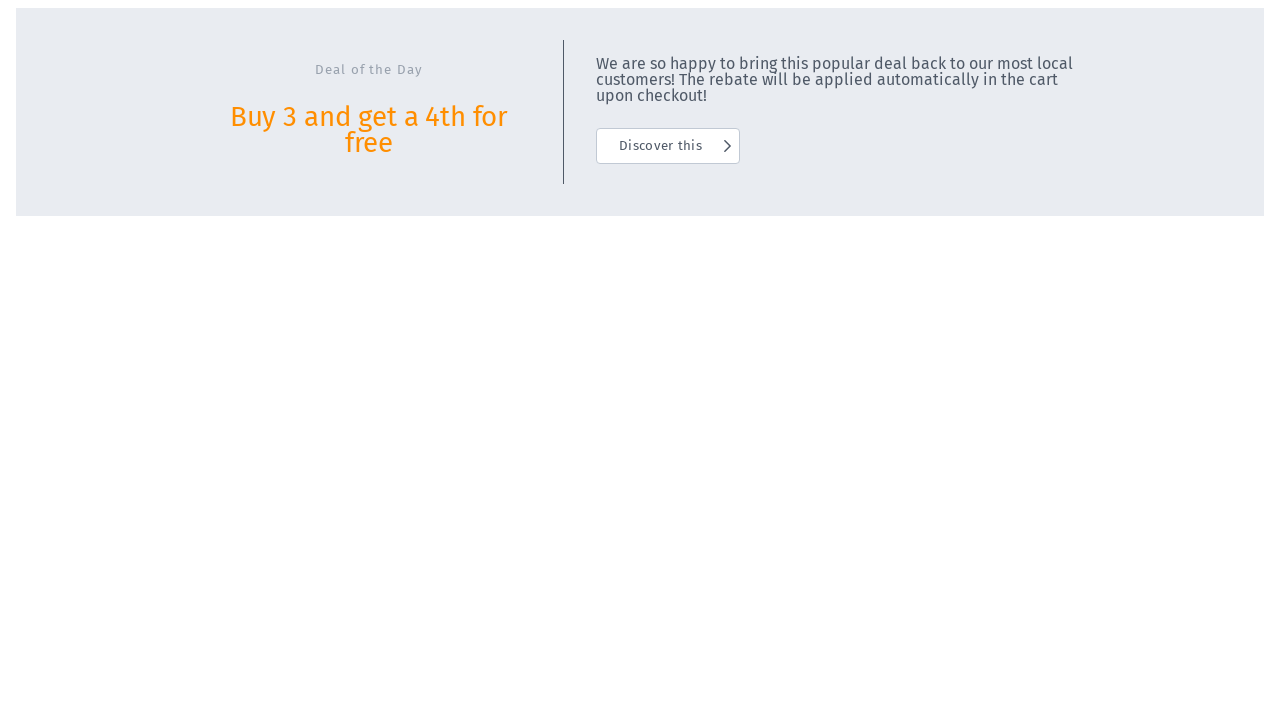 Deal of the Day
Buy 3 and get a 4th for
free
We are so happy to bring this popular deal back to our most local
customers! The rebate will be applied automatically in the cart
upon checkout!
Discover this